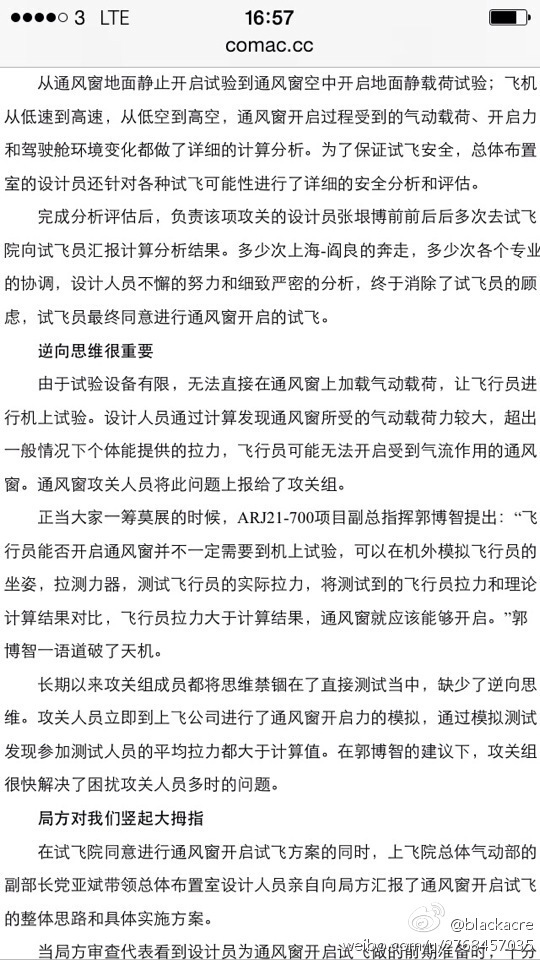 3 LTE 16:57
comac.cc
从通风窗地面静止开启试验到通风窗空中开启地面静载荷试验；飞机
从低速到高速，从低空到高空，通风窗开启过程受到的气动载荷、开启力
和驾驶舱环境变化都做了详细的计算分析。为了保证试飞安全，总体布置
室的设计员还针对各种试飞可能性进行了详细的安全分析和评估。
完成分析评估后，负责该项攻关的设计员张垠博前前后后多次去试飞
院向试飞员汇报计算分析结果。多少次上海-阎良的奔走，多少次各个专业
的协调，设计人员不懈的努力和细致严密的分析，终于消除了试飞员的顾
虑，试飞员最终同意进行通风窗开启的试飞。
逆向思维很重要
由于试验设备有限，无法直接在通风窗上加载气动载荷，让飞行员进
行机上试验。设计人员通过计算发现通风窗所受的气动载荷力较大，超出
一般情况下个体能提供的拉力，飞行员可能无法开启受到气流作用的通风
窗。通风窗攻关人员将此问题上报给了攻关组。
正当大家一筹莫展的时候，ARJ21-700项目副总指挥郭博智提出：“飞
行员能否开启通风窗并不一定需要到机上试验，可以在机外模拟飞行员的
坐姿，拉测力器，测试飞行员的实际拉力，将测试到的飞行员拉力和理论
计算结果对比，飞行员拉力大于计算结果，通风窗就应该能够开启。”郭
博智一语道破了天机。
长期以来攻关组成员都将思维禁锢在了直接测试当中，缺少了逆向思
维。攻关人员立即到上飞公司进行了通风窗开启力的模拟，通过模拟测试
发现参加测试人员的平均拉力都大于计算值。在郭博智的建议下，攻关组
很快解决了困扰攻关人员多时的问题。
局方对我们竖起大拇指
在试飞院同意进行通风窗开启试飞方案的同时，上飞院总体气动部的
副部长党亚斌带领总体布置室设计人员亲自向局方汇报了通风窗开启试飞
的整体思路和具体实施方案。
@blackacre
weibo.com/u/2768457035
当局方审查代表看到设计员为通风窗开启试飞做的前期准备时，十分